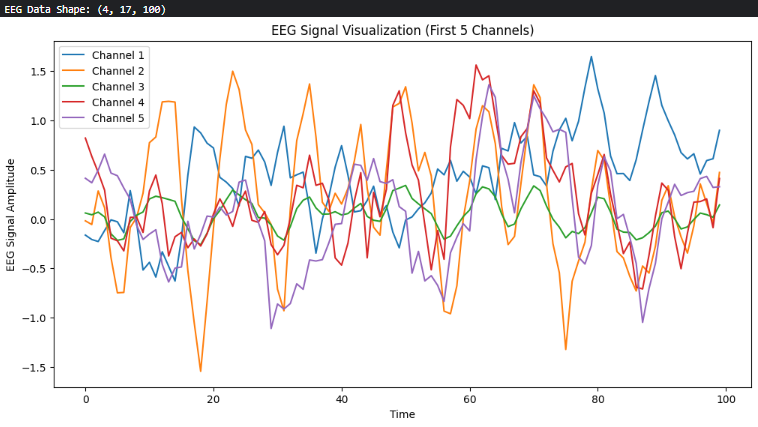 EEG Data Shape: (4, 17, 100)
EEG Signal Visualization (First 5 Channels)
Channel 1
Channel 2
Channel 3
Channel 4
Channel 5
EEG Signal Amplitude
1.5
1.0
0.5
0.0
−0.5
−1.0
−1.5
0
20
40
60
80
100
Time